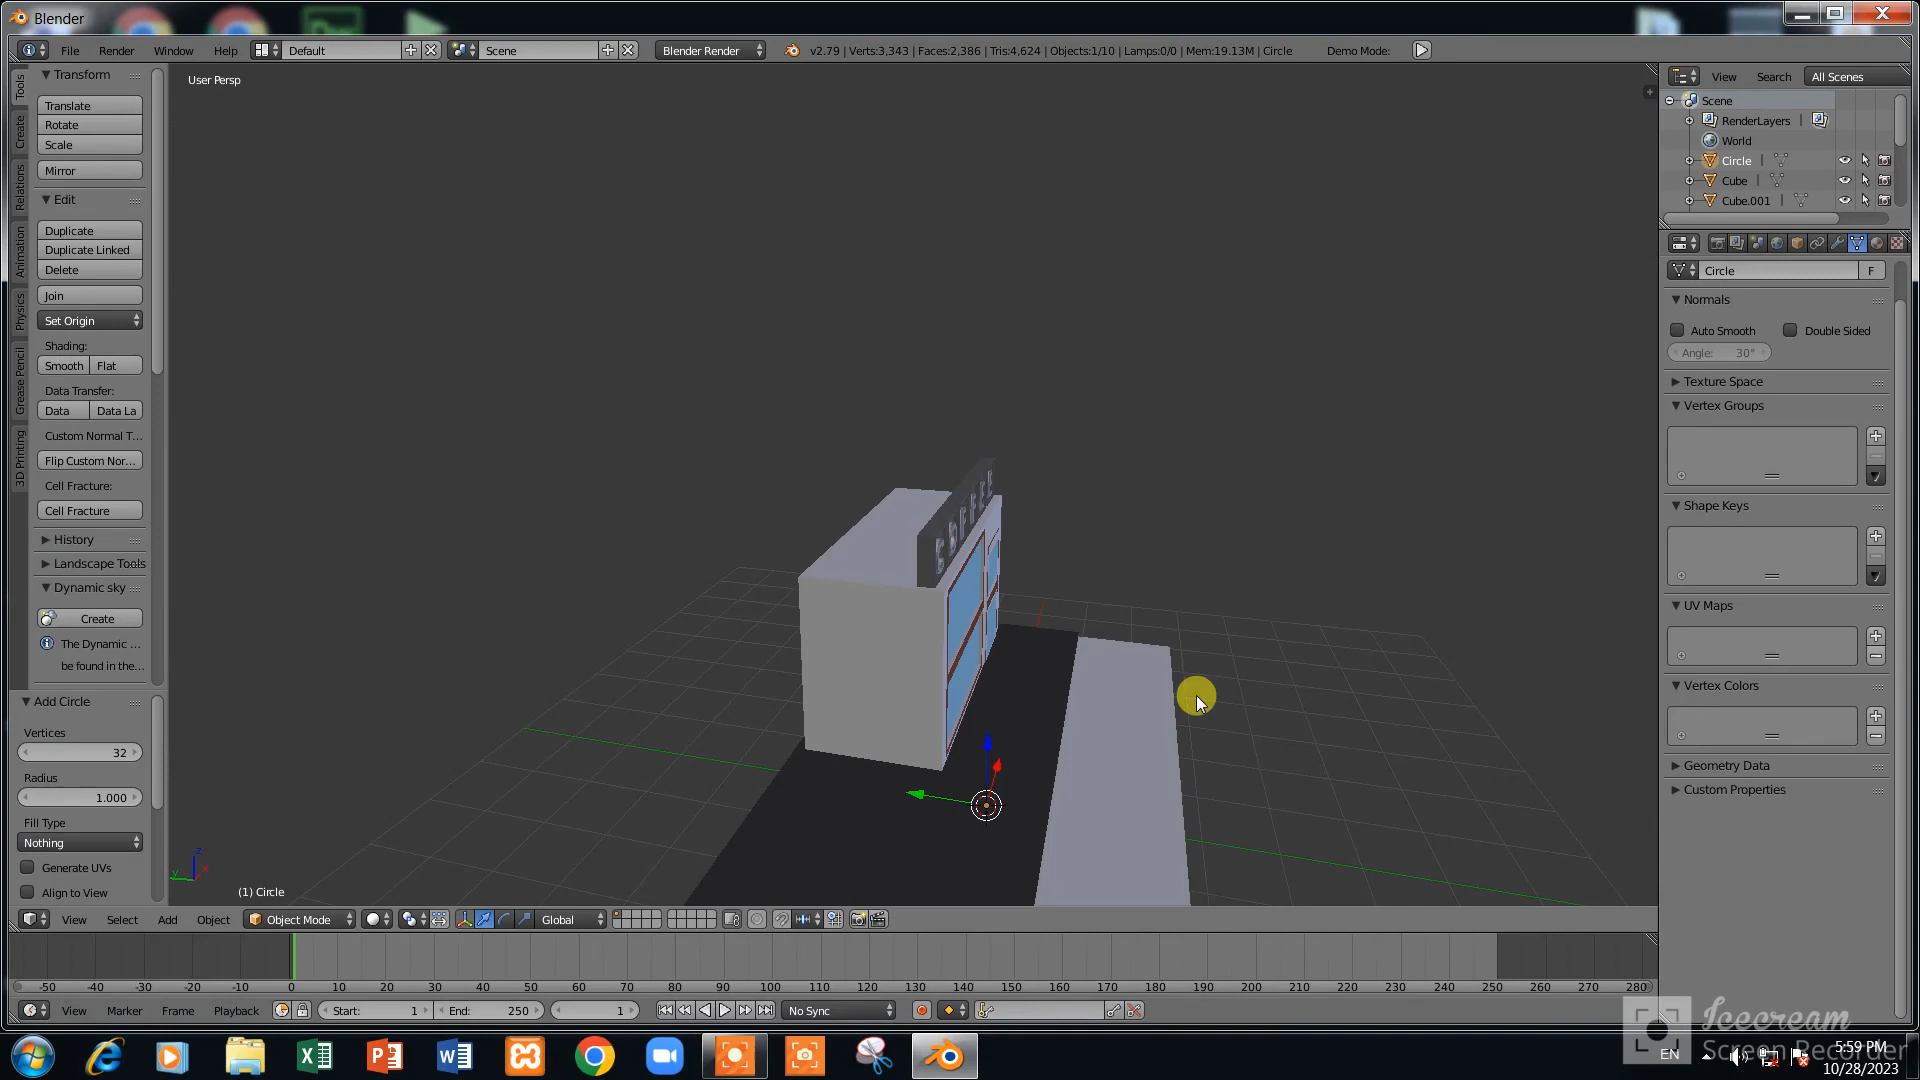 Blender
File Render Window Help Default Scene Blender Render v2.79 | Verts:3,343 | Faces:2,386 | Tris:4,624 | Objects:1/10 | Lamps:0/0 | Mem:19.13M | Circle Demo Mode:
Tools
Create
Relations
Animation
Physics
Grease Pencil
3D Printing
Transform
Translate
Rotate
Scale
Mirror
Edit
Duplicate
Duplicate Linked
Delete
Join
Set Origin
Shading:
Smooth Flat
Data Transfer:
Data Data La
Custom Normal T...
Flip Custom Nor...
Cell Fracture:
Cell Fracture
History
Landscape Tools
Dynamic sky
Create
The Dynamic ...
be found in the...
Add Circle
Vertices
32
Radius
1.000
Fill Type
Nothing
Generate UVs
Align to View
User Persp
COFFEE
z
y x
(1) Circle
View Search All Scenes
Scene
RenderLayers |
World
Circle |
Cube |
Cube.001 |
Circle F
Normals
Auto Smooth Double Sided
Angle: 30°
Texture Space
Vertex Groups
Shape Keys
UV Maps
Vertex Colors
Geometry Data
Custom Properties
View Select Add Object Object Mode Global
-50 -40 -30 -20 -10 0 10 20 30 40 50 60 70 80 90 100 110 120 130 140 150 160 170 180 190 200 210 220 230 240 250 260 270 280
View Marker Frame Playback Start: 1 End: 250 1 No Sync
Icecream
Screen Recorder
EN 5:59 PM
10/28/2023